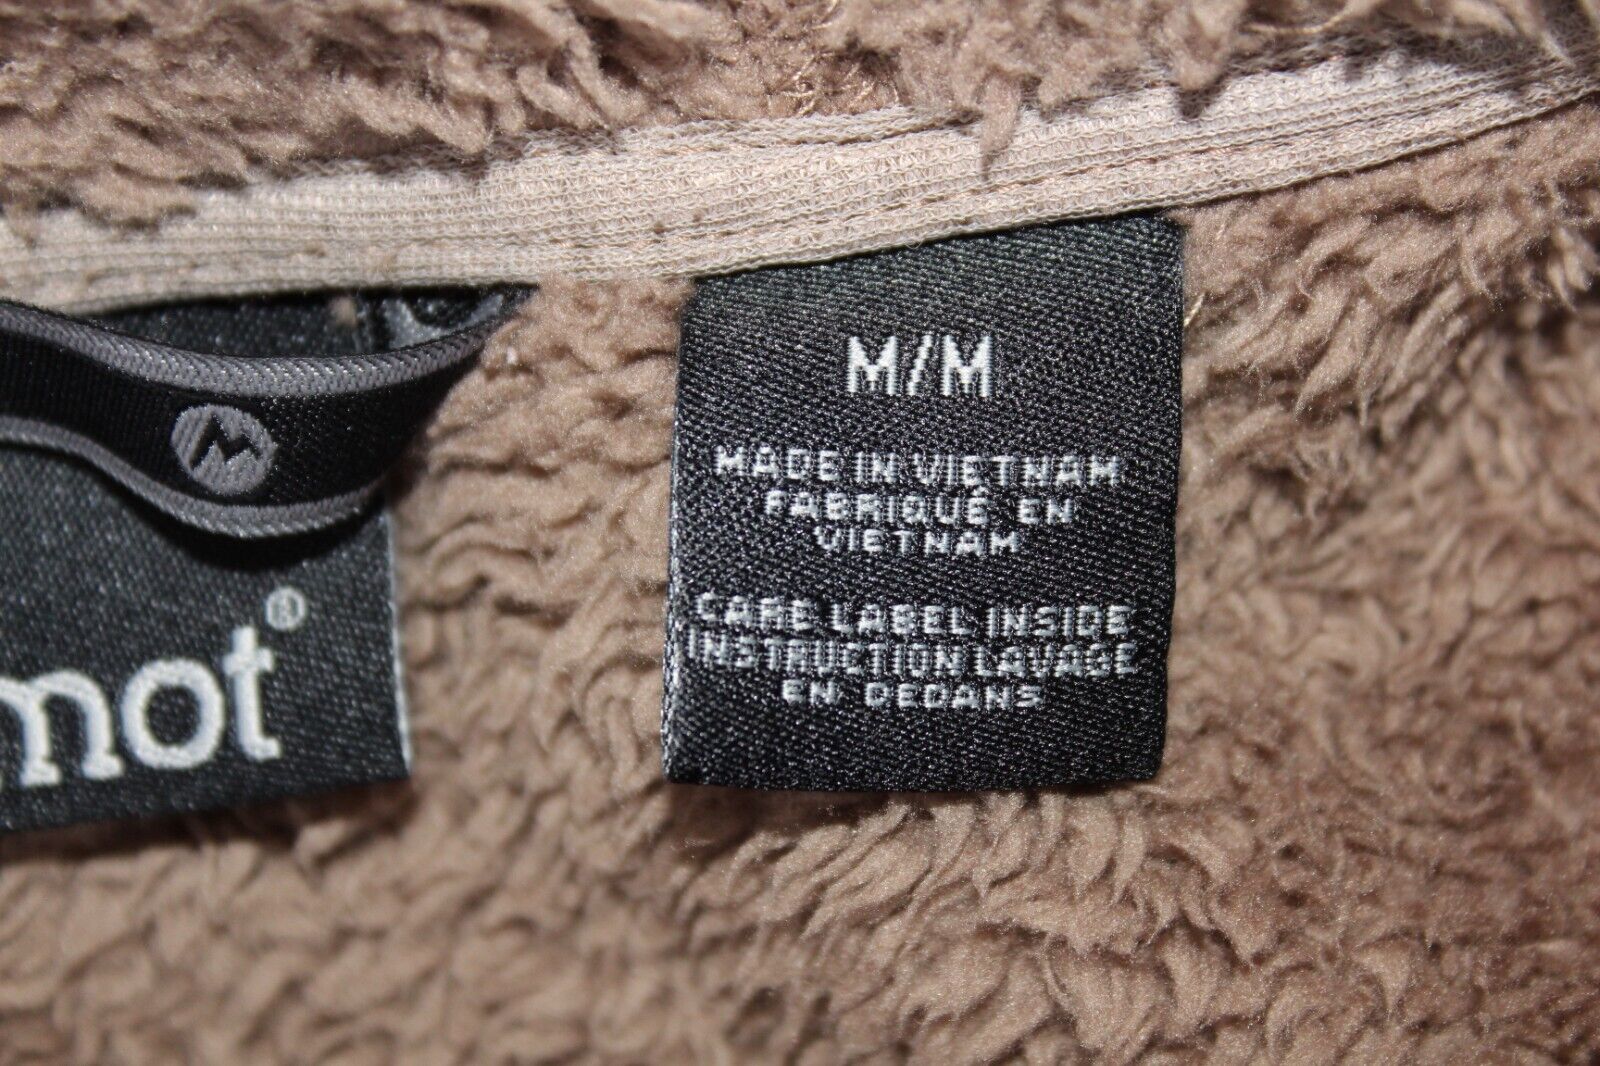 M/M
MADE IN VIETNAM
FABRIQUÉ EN
VIETNAM
CARE LABEL INSIDE
INSTRUCTION LAVAGE
EN DEDANS
mot®